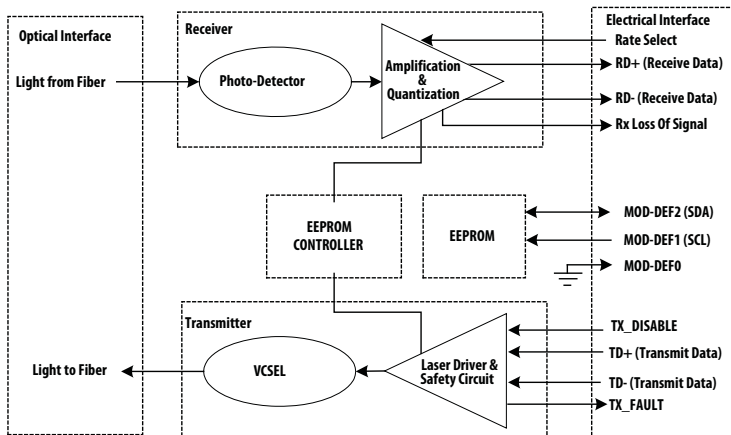 Optical Interface
Receiver
Electrical Interface
Rate Select
Light from Fiber
Photo-Detector
Amplification
&
Quantization
RD+ (Receive Data)
RD- (Receive Data)
Rx Loss Of Signal
EEPROM
CONTROLLER
EEPROM
MOD-DEF2 (SDA)
MOD-DEF1 (SCL)
MOD-DEF0
Transmitter
TX_DISABLE
Light to Fiber
VCSEL
Laser Driver &
Safety Circuit
TD+ (Transmit Data)
TD- (Transmit Data)
TX_FAULT